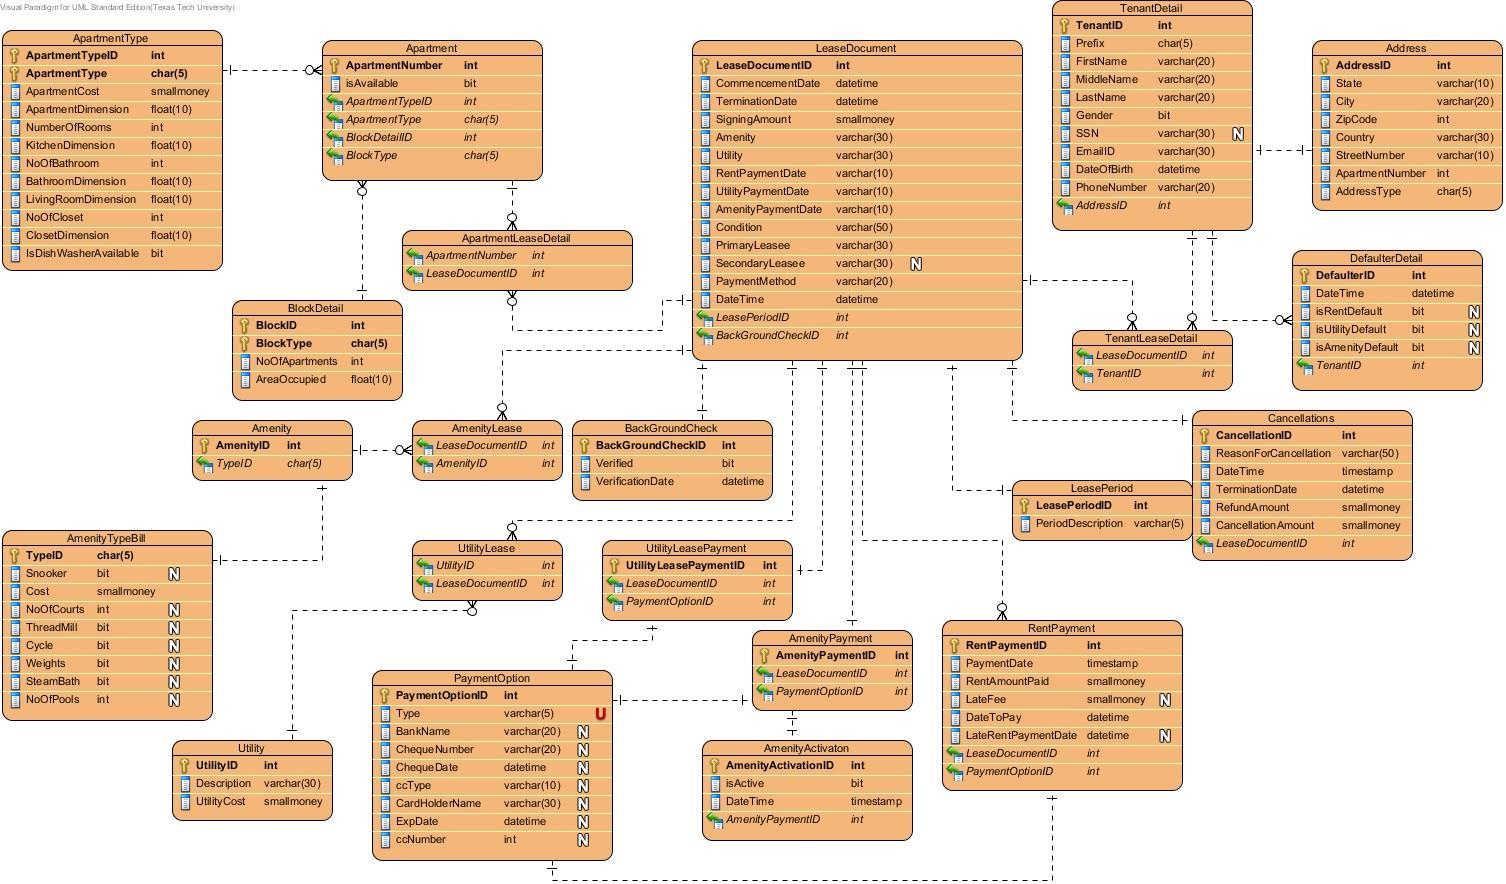 Visual Paradigm for UML Standard Edition(Texas Tech University)
ApartmentType
ApartmentTypeID int
ApartmentType char(5)
ApartmentCost smallmoney
ApartmentDimension float(10)
NumberOfRooms int
KitchenDimension float(10)
NoOfBathroom int
BathroomDimension float(10)
LivingRoomDimension float(10)
NoOfCloset int
ClosetDimension float(10)
IsDishWasherAvailable bit
Apartment
ApartmentNumber int
isAvailable bit
ApartmentTypeID int
ApartmentType char(5)
BlockDetailID int
BlockType char(5)
LeaseDocument
LeaseDocumentID int
CommencementDate datetime
TerminationDate datetime
SigningAmount smallmoney
Amenity varchar(30)
Utility varchar(30)
RentPaymentDate varchar(10)
UtilityPaymentDate varchar(10)
AmenityPaymentDate varchar(10)
Condition varchar(50)
PrimaryLeasee varchar(30)
SecondaryLeasee varchar(30) N
PaymentMethod varchar(20)
DateTime datetime
LeasePeriodID int
BackGroundCheckID int
TenantDetail
TenantID int
Prefix char(5)
FirstName varchar(20)
MiddleName varchar(20)
LastName varchar(20)
Gender bit
SSN varchar(30) N
EmailID varchar(30)
DateOfBirth datetime
PhoneNumber varchar(20)
AddressID int
Address
AddressID int
State varchar(10)
City varchar(20)
ZipCode int
Country varchar(30)
StreetNumber varchar(10)
ApartmentNumber int
AddressType char(5)
ApartmentLeaseDetail
ApartmentNumber int
LeaseDocumentID int
BlockDetail
BlockID int
BlockType char(5)
NoOfApartments int
AreaOccupied float(10)
TenantLeaseDetail
LeaseDocumentID int
TenantID int
DefaulterDetail
DefaulterID int
DateTime datetime
isRentDefault bit N
isUtilityDefault bit N
isAmenityDefault bit N
TenantID int
Amenity
AmenityID int
TypeID char(5)
AmenityLease
LeaseDocumentID int
AmenityID int
BackGroundCheck
BackGroundCheckID int
Verified bit
VerificationDate datetime
LeasePeriod
LeasePeriodID int
PeriodDescription varchar(5)
Cancellations
CancellationID int
ReasonForCancellation varchar(50)
DateTime timestamp
TerminationDate datetime
RefundAmount smallmoney
CancellationAmount smallmoney
LeaseDocumentID int
AmenityTypeBill
TypeID char(5)
Snooker bit N
Cost smallmoney
NoOfCourts int N
ThreadMill bit N
Cycle bit N
Weights bit N
SteamBath bit N
NoOfPools int N
UtilityLease
UtilityID int
LeaseDocumentID int
UtilityLeasePayment
UtilityLeasePaymentID int
LeaseDocumentID int
PaymentOptionID int
AmenityPayment
AmenityPaymentID int
LeaseDocumentID int
PaymentOptionID int
RentPayment
RentPaymentID int
PaymentDate timestamp
RentAmountPaid smallmoney
LateFee smallmoney N
DateToPay datetime
LateRentPaymentDate datetime N
LeaseDocumentID int
PaymentOptionID int
Utility
UtilityID int
Description varchar(30)
UtilityCost smallmoney
PaymentOption
PaymentOptionID int
Type varchar(5) U
BankName varchar(20) N
ChequeNumber varchar(20) N
ChequeDate datetime N
ccType varchar(10) N
CardHolderName varchar(30) N
ExpDate datetime N
ccNumber int N
AmenityActivaton
AmenityActivationID int
isActive bit
DateTime timestamp
AmenityPaymentID int